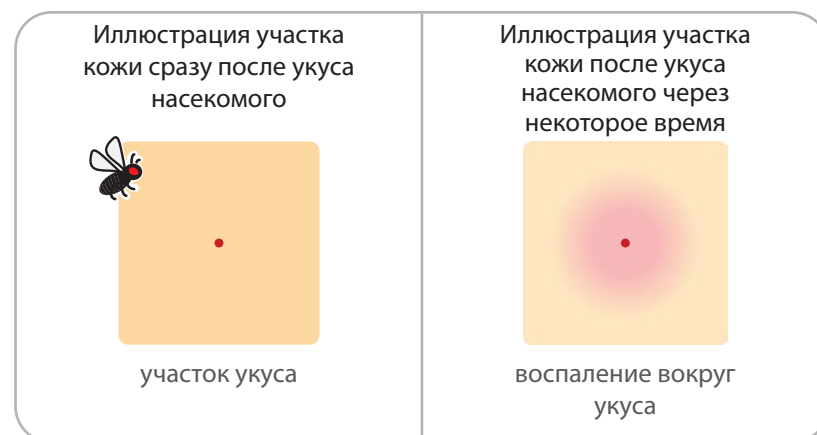 Иллюстрация участка
кожи сразу после укуса
насекомого
участок укуса
Иллюстрация участка
кожи после укуса
насекомого через
некоторое время
воспаление вокруг
укуса